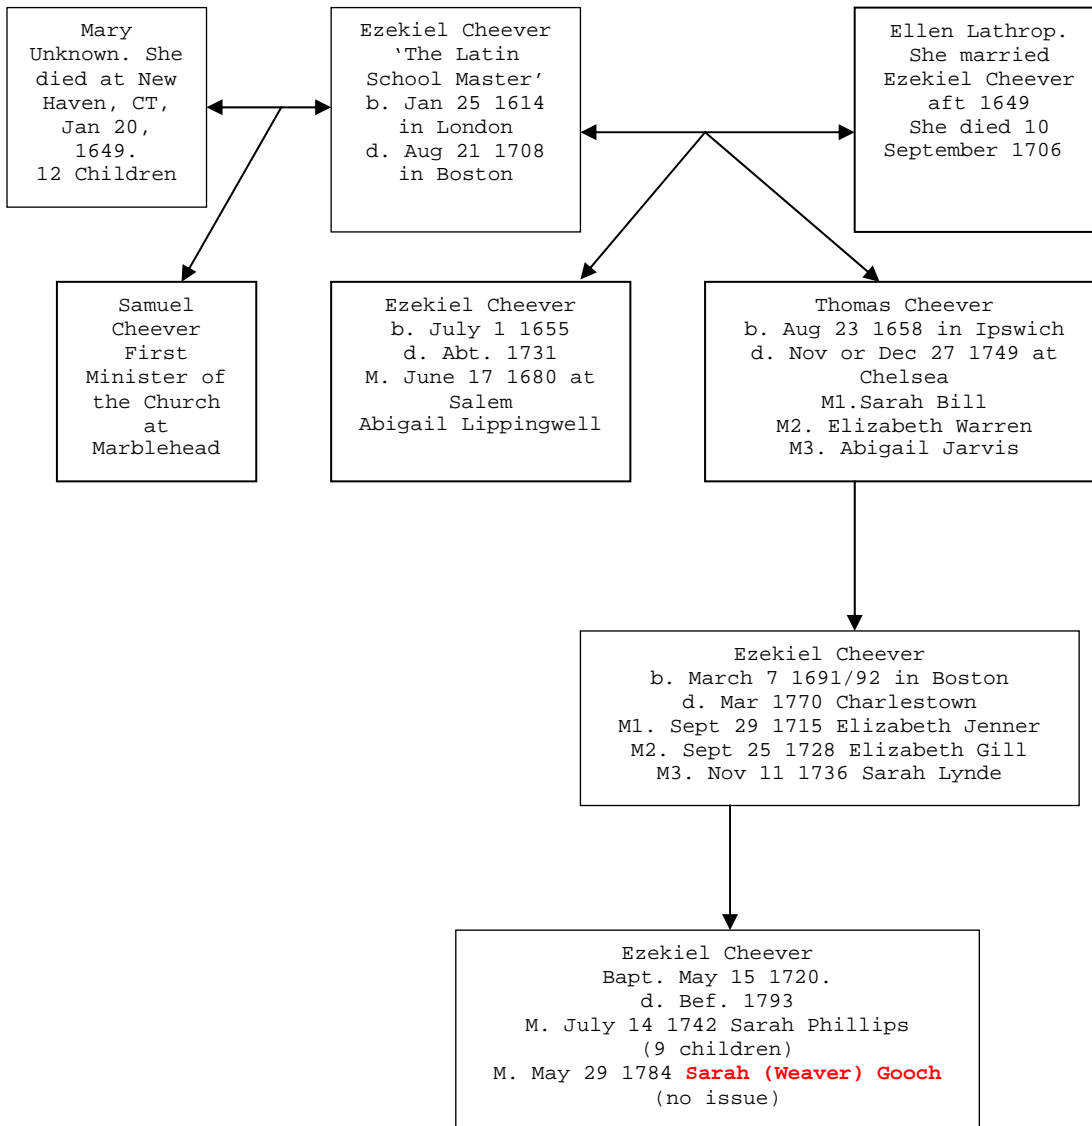 Mary
Unknown. She
died at New
Haven, CT,
Jan 20,
1649.
12 Children
Ezekiel Cheever
‘The Latin
School Master’
b. Jan 25 1614
in London
d. Aug 21 1708
in Boston
Ellen Lathrop.
She married
Ezekiel Cheever
aft 1649
She died 10
September 1706
Samuel
Cheever
First
Minister of
the Church
at
Marblehead
Ezekiel Cheever
b. July 1 1655
d. Abt. 1731
M. June 17 1680 at
Salem
Abigail Lippingwell
Thomas Cheever
b. Aug 23 1658 in Ipswich
d. Nov or Dec 27 1749 at
Chelsea
M1.Sarah Bill
M2. Elizabeth Warren
M3. Abigail Jarvis
Ezekiel Cheever
b. March 7 1691/92 in Boston
d. Mar 1770 Charlestown
M1. Sept 29 1715 Elizabeth Jenner
M2. Sept 25 1728 Elizabeth Gill
M3. Nov 11 1736 Sarah Lynde
Ezekiel Cheever
Bapt. May 15 1720.
d. Bef. 1793
M. July 14 1742 Sarah Phillips
(9 children)
M. May 29 1784 Sarah (Weaver) Gooch
(no issue)